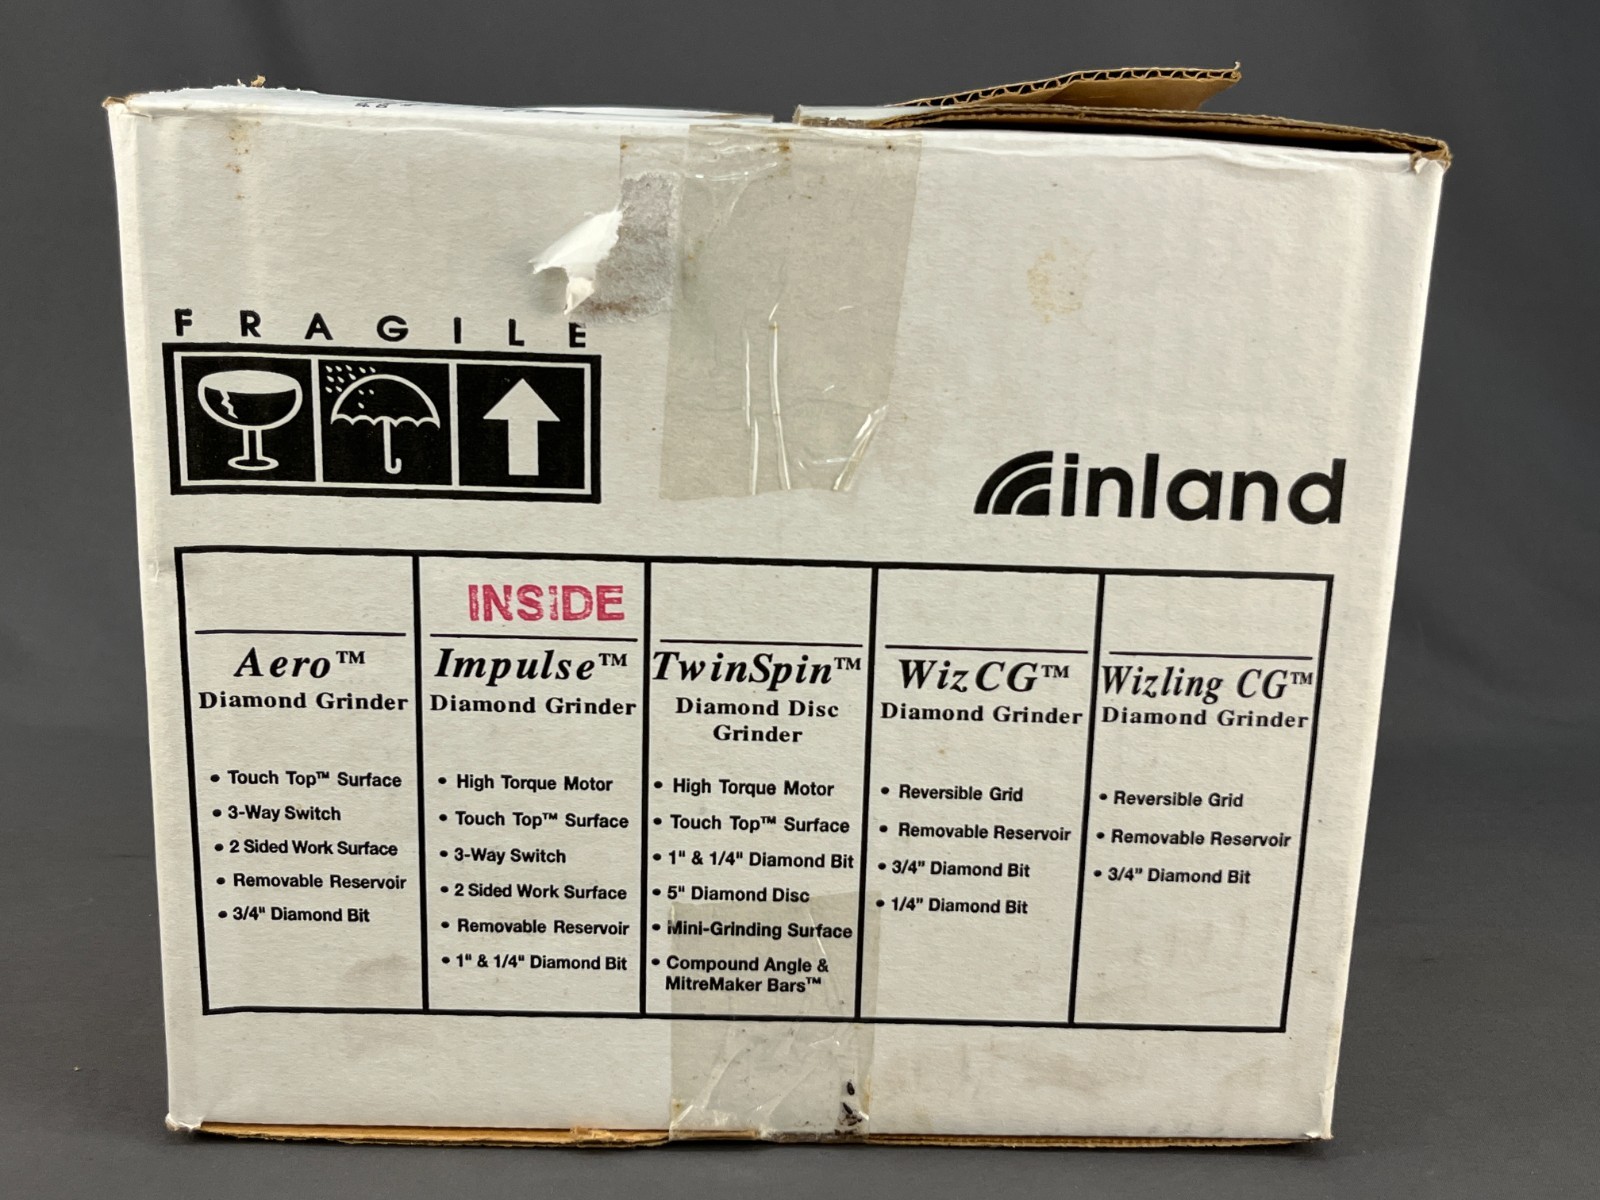 FRAGILE
inland
INSiDE
Aero™
Diamond Grinder
• Touch Top™ Surface
• 3-Way Switch
• 2 Sided Work Surface
• Removable Reservoir
• 3/4" Diamond Bit
Impulse™
Diamond Grinder
• High Torque Motor
• Touch Top™ Surface
• 3-Way Switch
• 2 Sided Work Surface
• Removable Reservoir
• 1" & 1/4" Diamond Bit
TwinSpin™
Diamond Disc
Grinder
• High Torque Motor
• Touch Top™ Surface
• 1" & 1/4" Diamond Bit
• 5" Diamond Disc
• Mini-Grinding Surface
• Compound Angle &
MitreMaker Bars™
WizCG™
Diamond Grinder
• Reversible Grid
• Removable Reservoir
• 3/4" Diamond Bit
• 1/4" Diamond Bit
Wizling CG™
Diamond Grinder
• Reversible Grid
• Removable Reservoir
• 3/4" Diamond Bit